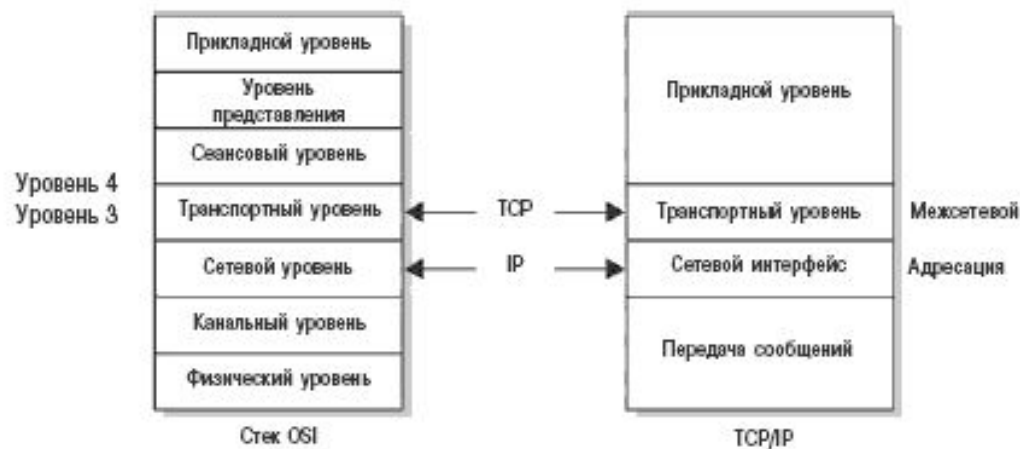 Прикладной уровень
Уровень
представления
Сеансовый уровень
Уровень 4
Уровень 3
Транспортный уровень
Сетевой уровень
Канальный уровень
Физический уровень
Стек OSI
TCP
IP
Прикладной уровень
Транспортный уровень
Межсетевой
Сетевой интерфейс
Адресация
Передача сообщений
TCP/IP